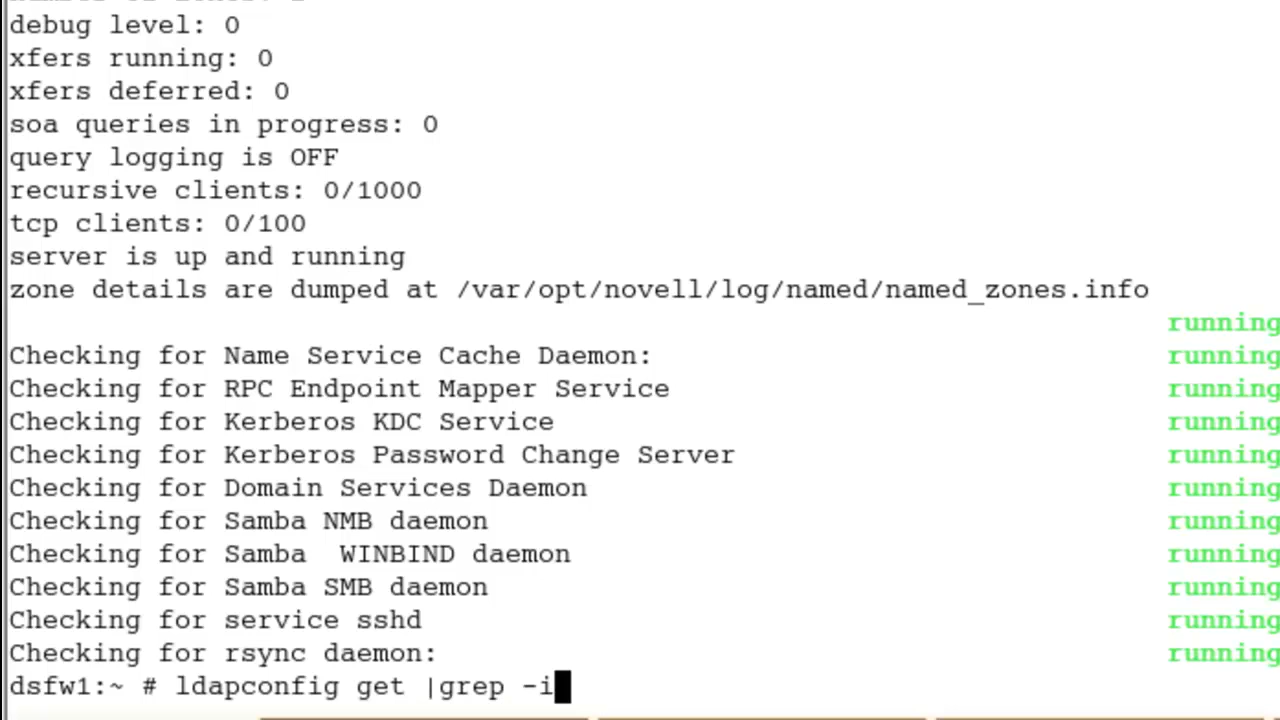 debug level: 0
xfers running: 0
xfers deferred: 0
soa queries in progress: 0
query logging is OFF
recursive clients: 0/1000
tcp clients: 0/100
server is up and running
zone details are dumped at /var/opt/novell/log/named/named_zones.info
running
Checking for Name Service Cache Daemon: running
Checking for RPC Endpoint Mapper Service running
Checking for Kerberos KDC Service running
Checking for Kerberos Password Change Server running
Checking for Domain Services Daemon running
Checking for Samba NMB daemon running
Checking for Samba  WINBIND daemon running
Checking for Samba SMB daemon running
Checking for service sshd running
Checking for rsync daemon: running
dsfw1:~ # ldapconfig get |grep -i